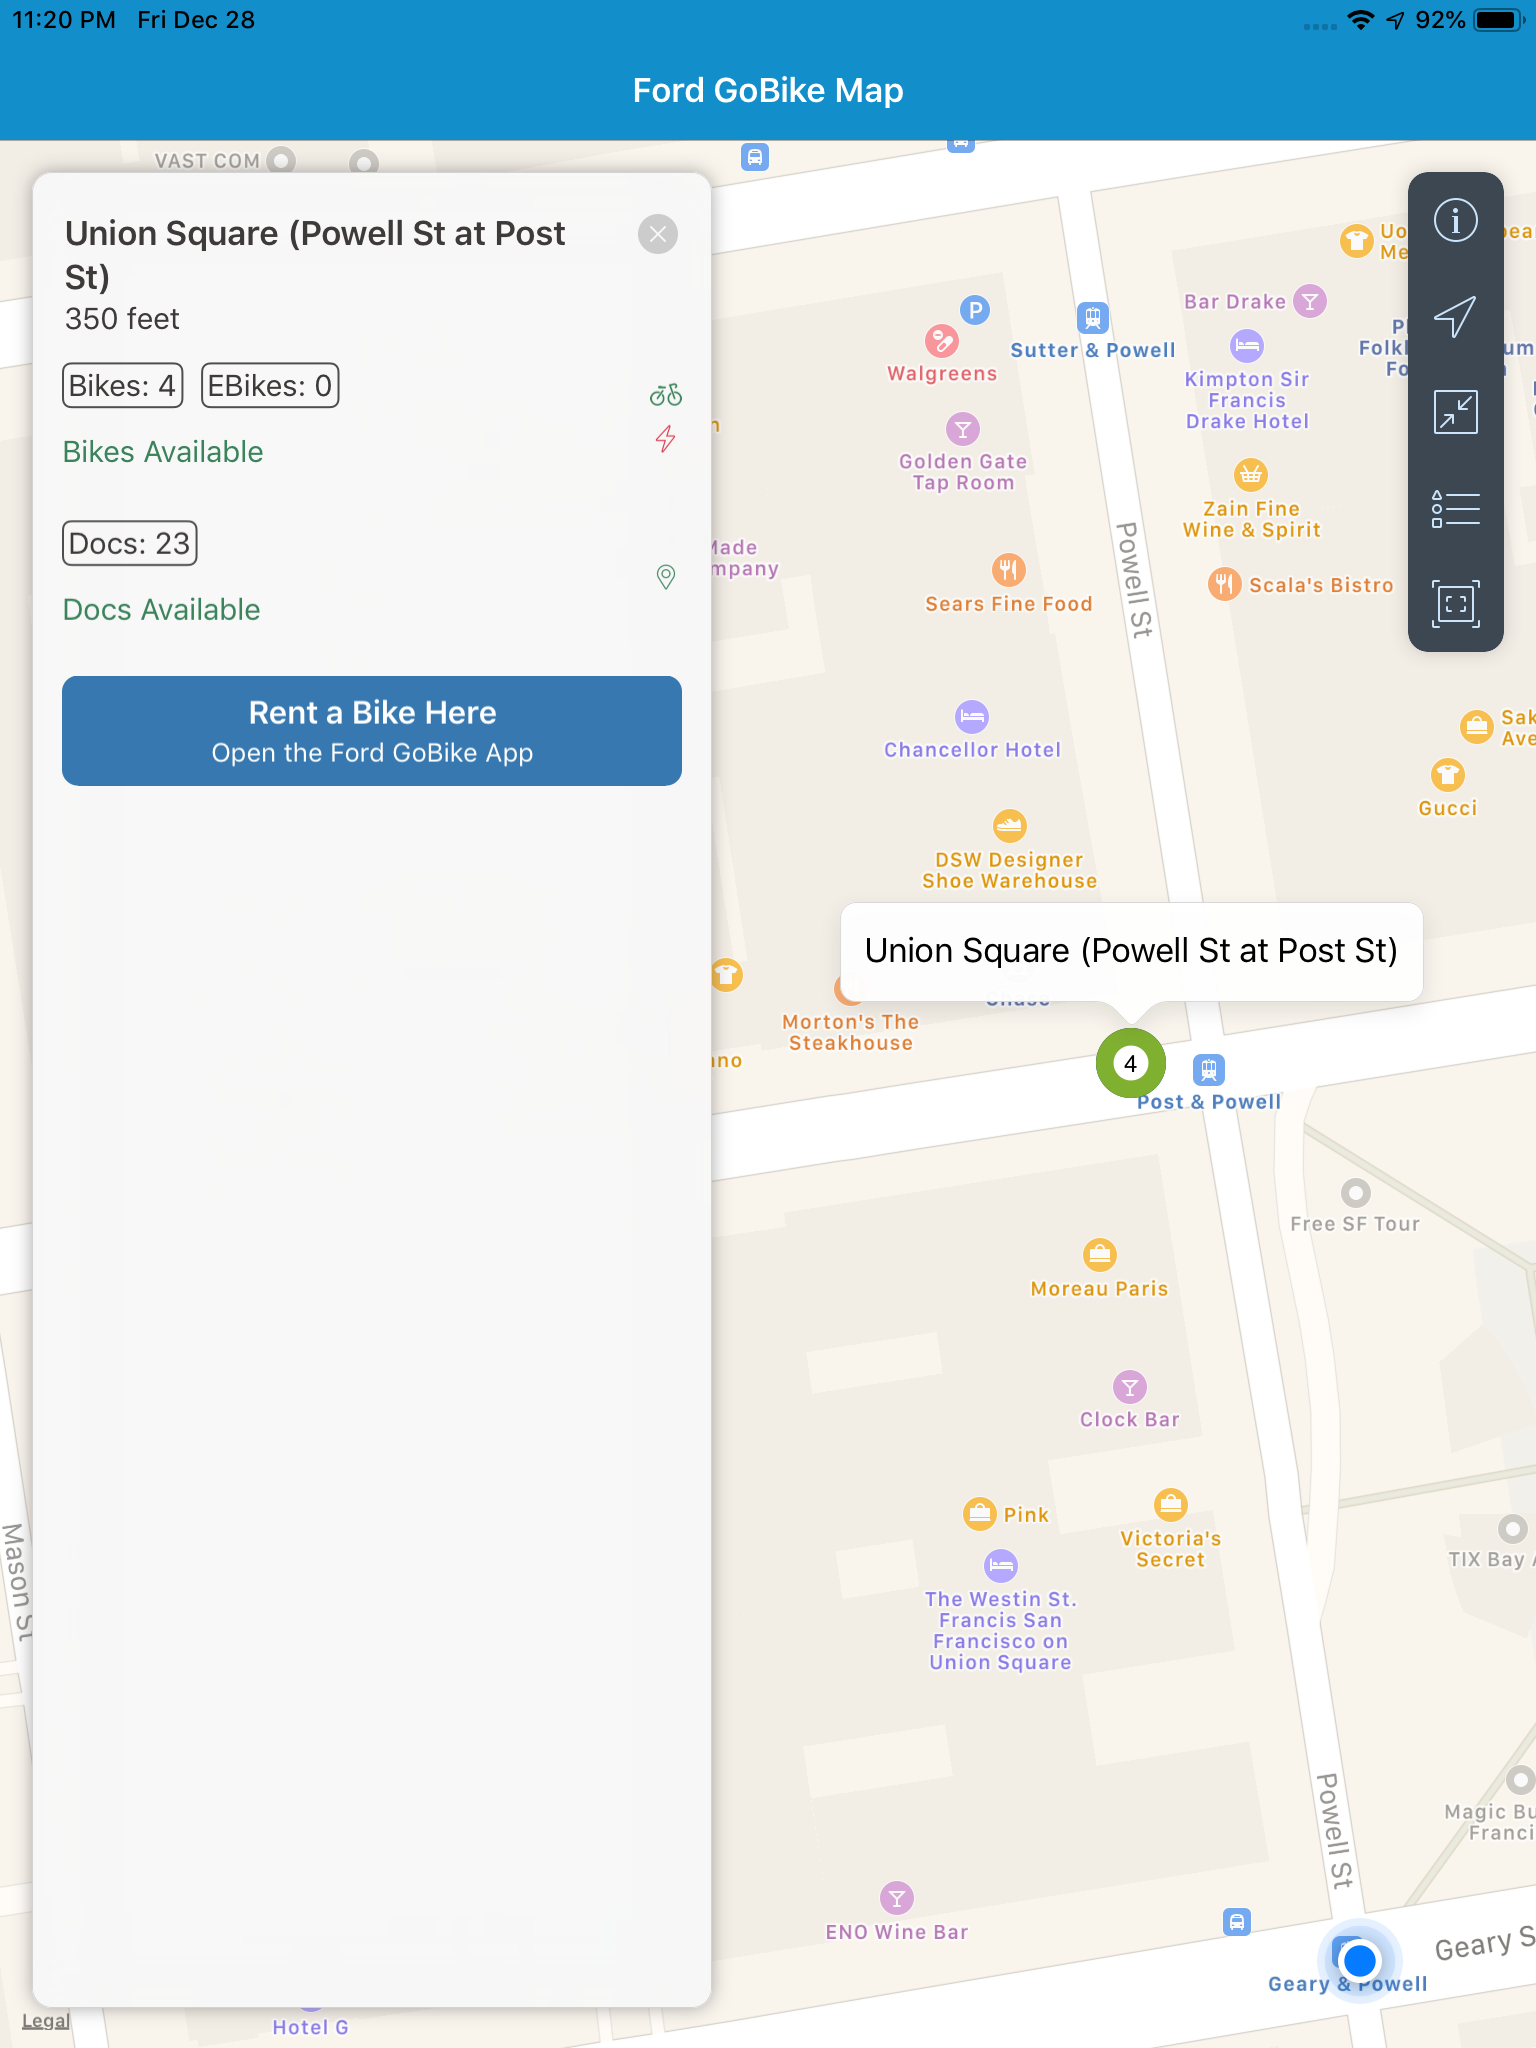 11:20 PM Fri Dec 28
92%
Ford GoBike Map
VAST COM
Union Square (Powell St at Post
St)
350 feet
Bikes: 4 EBikes: 0
Bikes Available
Docs: 23
Docs Available
Rent a Bike Here
Open the Ford GoBike App
P
Walgreens
Sutter & Powell
Bar Drake
Kimpton Sir
Francis
Drake Hotel
Golden Gate
Tap Room
Zain Fine
Wine & Spirit
Powell St
Sears Fine Food
Scala's Bistro
Chancellor Hotel
Gucci
DSW Designer
Shoe Warehouse
Union Square (Powell St at Post St)
Morton's The
Steakhouse
4
Post & Powell
Free SF Tour
Moreau Paris
Clock Bar
Pink
Victoria's
Secret
TIX Bay
The Westin St.
Francis San
Francisco on
Union Square
Mason St
Powell St
Magic
ENO Wine Bar
Geary S
Geary & Powell
Legal
Hotel G